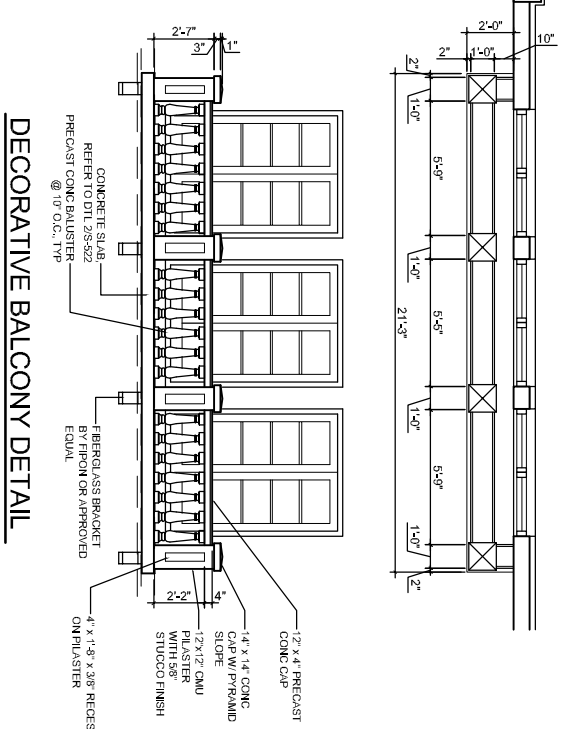 2'-0"
10"
2"
1'-0"
2"
1'-0"
5'-9"
1'-0"
5'-5"
1'-0"
5'-9"
1'-0"
2"
21'-3"
2'-7"
3"
1"
12" x 4" PRECAST
CONC CAP
14" x 14" CONC
CAP W/ PYRAMID
SLOPE
4"
2'-2"
12"x12" CMU
PILASTER
WITH 5/8"
STUCCO FINISH
4" x 1'-8" x 3/8" RECES
ON PILASTER
CONCRETE SLAB,
REFER TO DTL 2/S-522
PRECAST CONC BALUSTER
@ 10" O.C., TYP
FIBERGLASS BRACKET
BY FIPON OR APPROVED
EQUAL
DECORATIVE BALCONY DETAIL